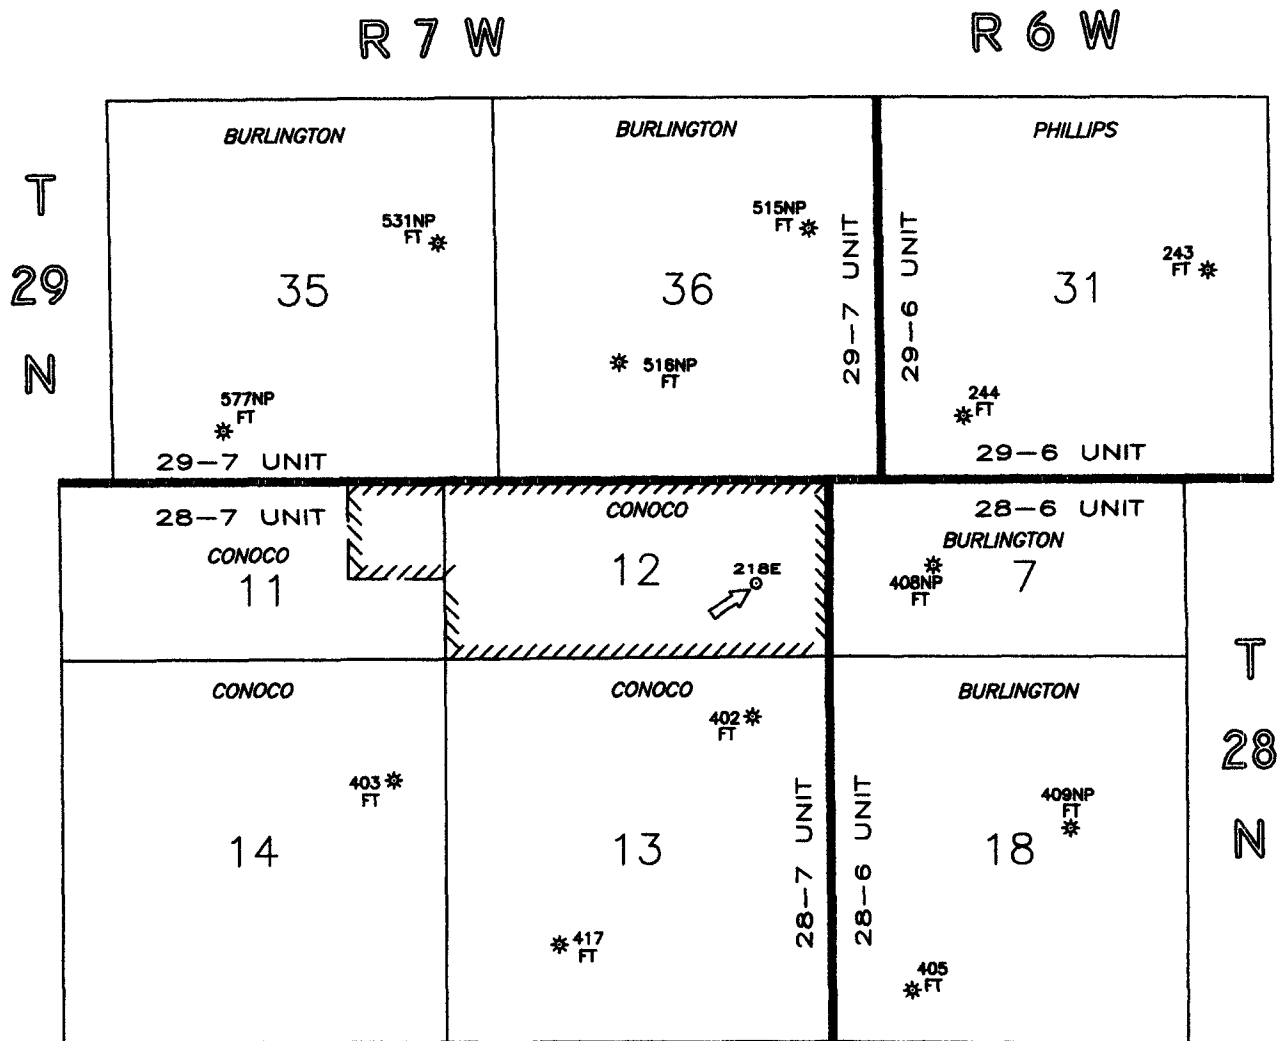 R 7 W
R 6 W
T
29
N
BURLINGTON
531NP
FT
35
577NP
FT
29-7 UNIT
BURLINGTON
515NP
FT
36
516NP
FT
29-7 UNIT
PHILLIPS
243
FT
31
29-6 UNIT
244
FT
29-6 UNIT
28-7 UNIT
CONOCO
11
CONOCO
12
218E
28-6 UNIT
BURLINGTON
408NP
FT
7
CONOCO
403
FT
14
CONOCO
402
FT
13
417
FT
28-7 UNIT
BURLINGTON
409NP
FT
18
28-6 UNIT
405
FT
T
28
N